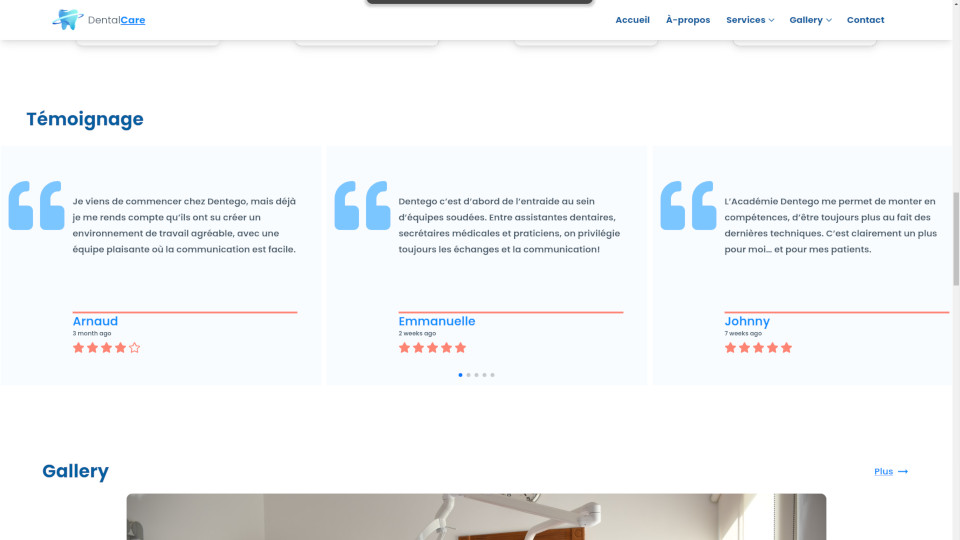 DentalCare
Accueil
À-propos
Services
Gallery
Contact
Témoignage
Je viens de commencer chez Dentego, mais déjà
je me rends compte qu'ils ont su créer un
environnement de travail agréable, avec une
équipe plaisante où la communication est facile.
Arnaud
3 month ago
Dentego c'est d'abord de l'entraide au sein
d'équipes soudées. Entre assistantes dentaires,
secrétaires médicales et praticiens, on privilégie
toujours les échanges et la communication!
Emmanuelle
2 weeks ago
L'Académie Dentego me permet de monter en
compétences, d'être toujours plus au fait des
dernières techniques. C'est clairement un plus
pour moi... et pour mes patients.
Johnny
7 weeks ago
Gallery
Plus